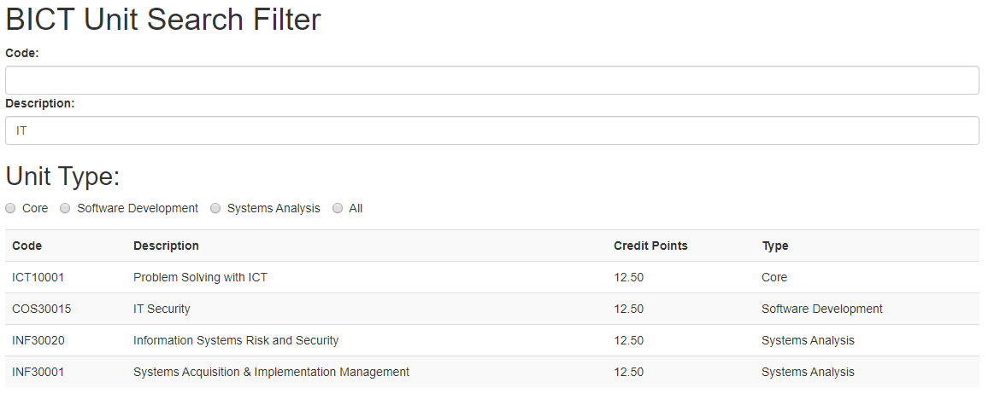 BICT Unit Search Filter
Code:
Description:
IT
Unit Type:
Core Software Development Systems Analysis All
Code Description Credit Points Type
ICT10001 Problem Solving with ICT 12.50 Core
COS30015 IT Security 12.50 Software Development
INF30020 Information Systems Risk and Security 12.50 Systems Analysis
INF30001 Systems Acquisition & Implementation Management 12.50 Systems Analysis